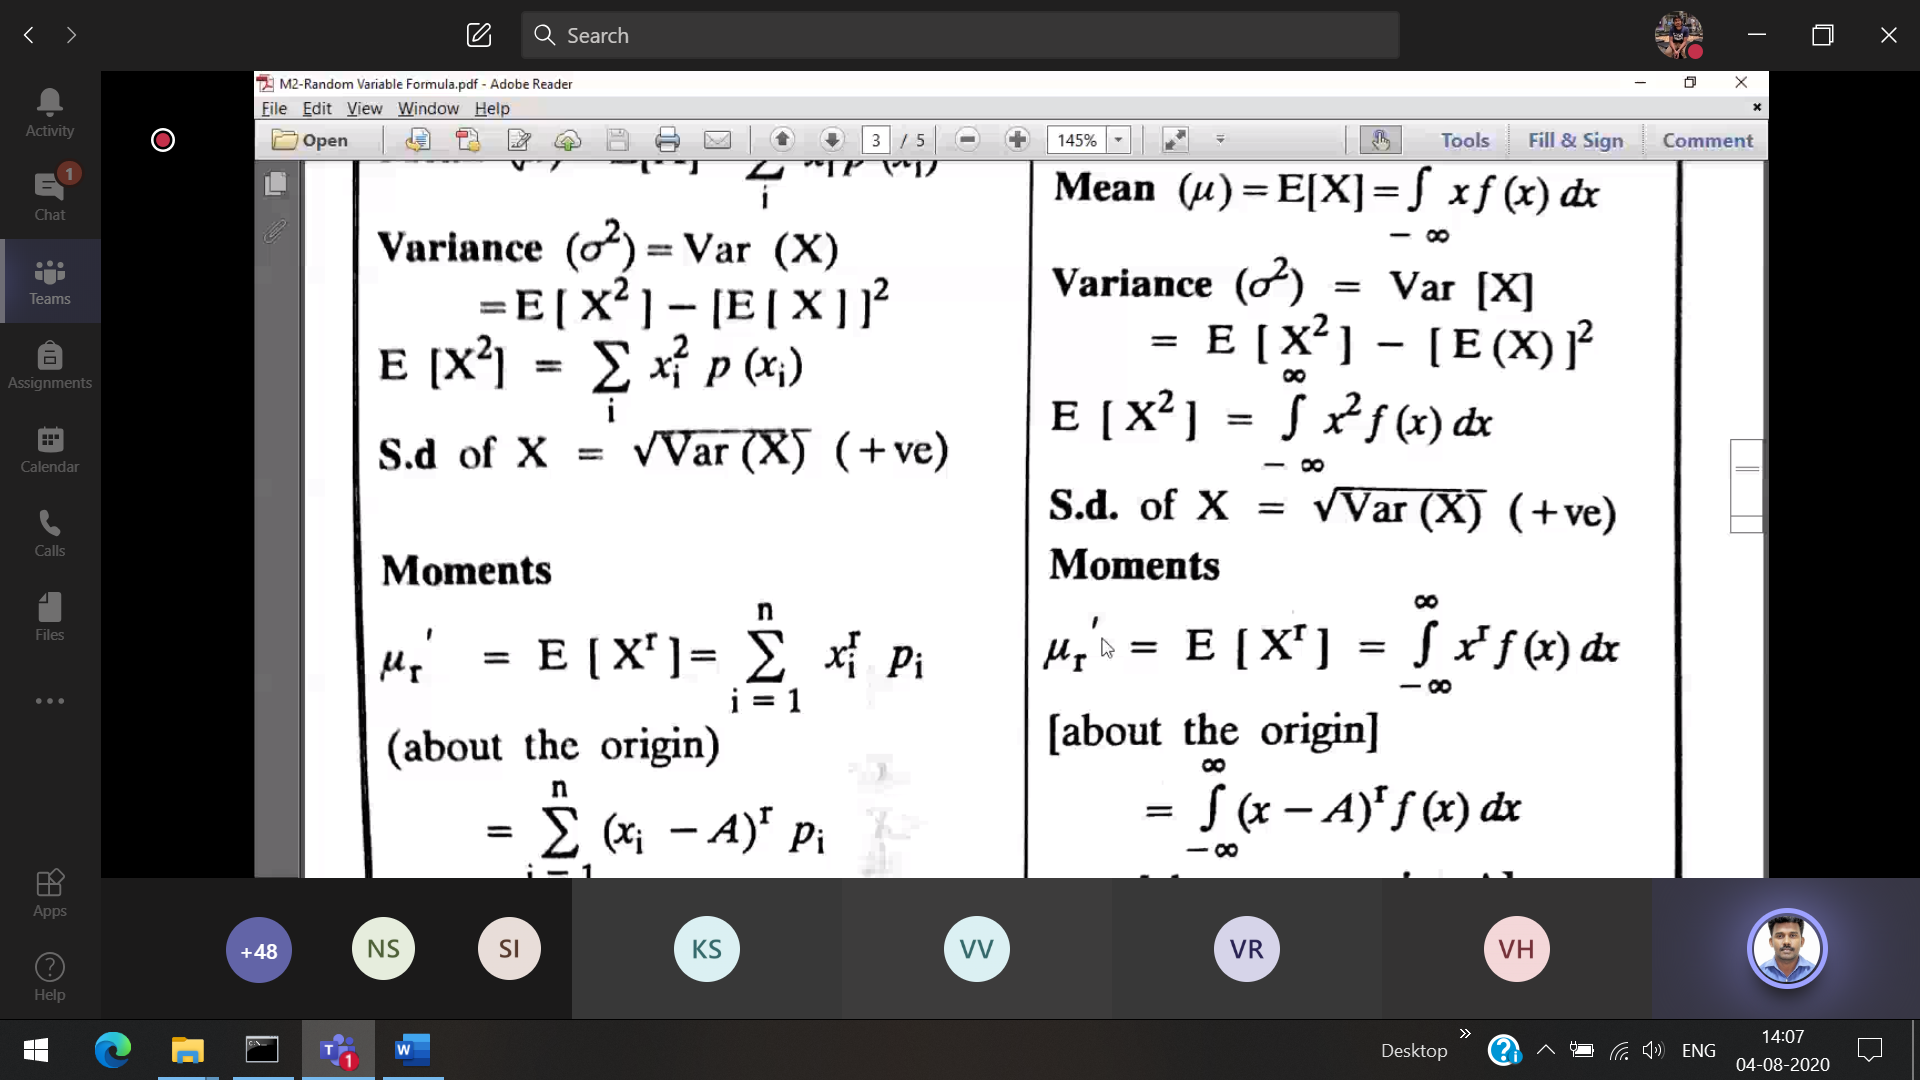 Search
M2-Random Variable Formula.pdf - Adobe Reader
File Edit View Window Help
Open 3 / 5 145% Tools Fill & Sign Comment
Activity
Chat
1
Teams
Assignments
Calendar
Calls
Files
Apps
Help
Variance (σ²) = Var (X)
= E [ X² ] − [E [ X ] ]²
E [X²] = ∑ xᵢ² p (xᵢ)
i
S.d of X = √Var (X) (+ve)
Moments
n
μᵣ′ = E [ Xʳ ] = ∑ xᵢʳ pᵢ
i = 1
(about the origin)
n
= ∑ (xᵢ − A)ʳ pᵢ
i = 1
Mean (μ) = E[X] = ∫ x f (x) dx
− ∞
Variance (σ²) = Var [X]
= E [ X² ] − [ E (X) ]²
∞
E [ X² ] = ∫ x² f (x) dx
− ∞
S.d. of X = √Var (X) (+ve)
Moments
∞
μᵣ′ = E [ Xʳ ] = ∫ xʳ f (x) dx
− ∞
[about the origin]
∞
= ∫ (x − A)ʳ f (x) dx
− ∞
+48 NS SI KS VV VR VH
1
Desktop ENG 14:07
04-08-2020